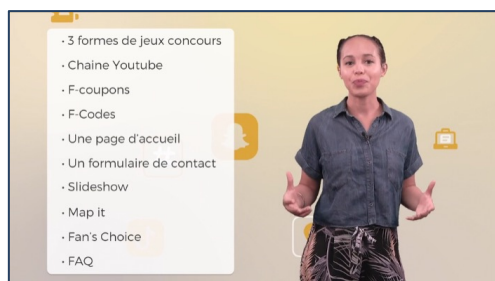 • 3 formes de jeux concours
• Chaine Youtube
• F-coupons
• F-Codes
• Une page d'accueil
• Un formulaire de contact
• Slideshow
• Map it
• Fan's Choice
• FAQ